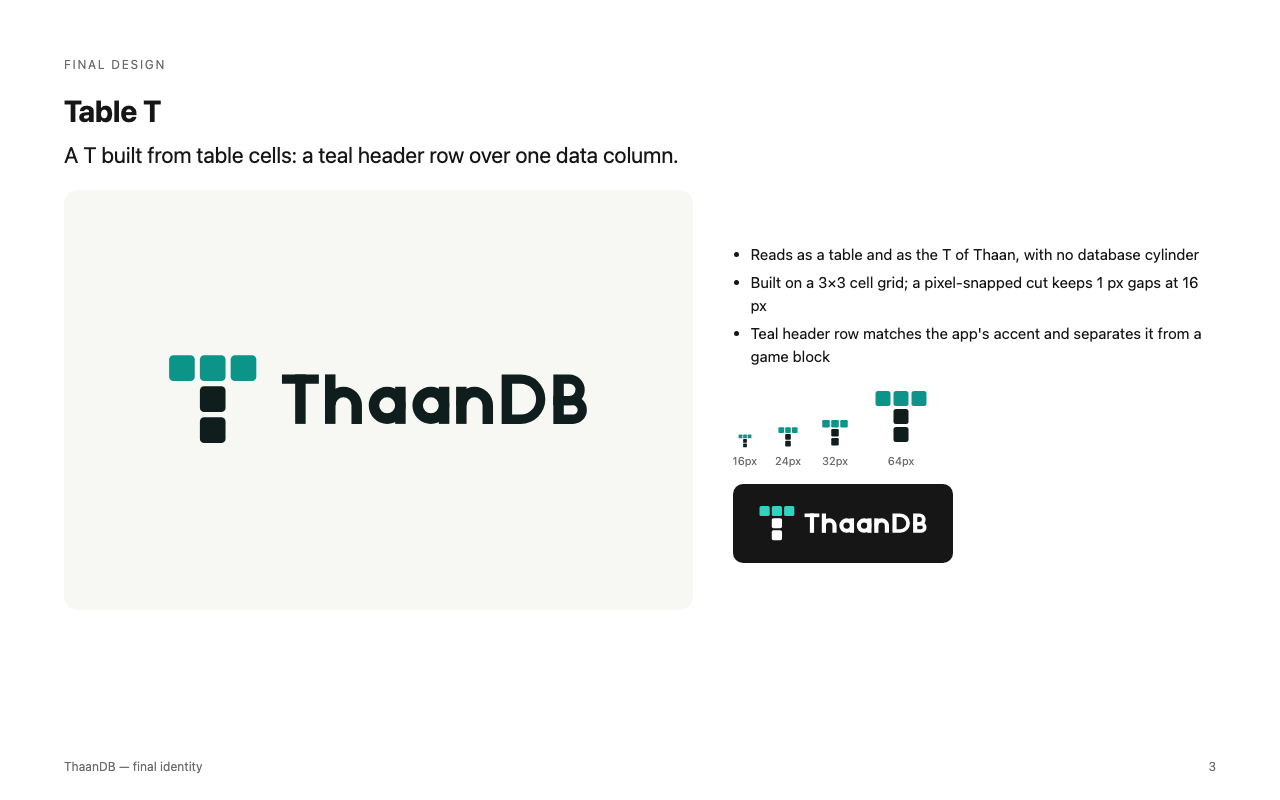 FINAL DESIGN
Table T
A T built from table cells: a teal header row over one data column.
ThaanDB
• Reads as a table and as the T of Thaan, with no database cylinder
• Built on a 3×3 cell grid; a pixel-snapped cut keeps 1 px gaps at 16
px
• Teal header row matches the app's accent and separates it from a
game block
16px 24px 32px 64px
ThaanDB
ThaanDB — final identity
3